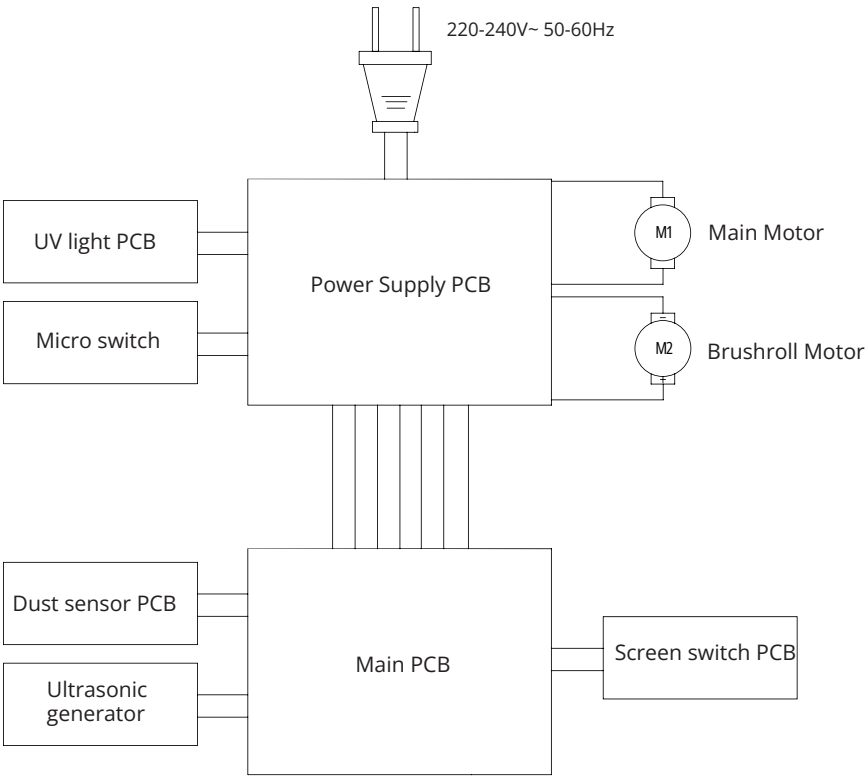 220-240V~ 50-60Hz
UV light PCB
Micro switch
Power Supply PCB
M1
Main Motor
M2
Brushroll Motor
Dust sensor PCB
Ultrasonic
generator
Main PCB
Screen switch PCB